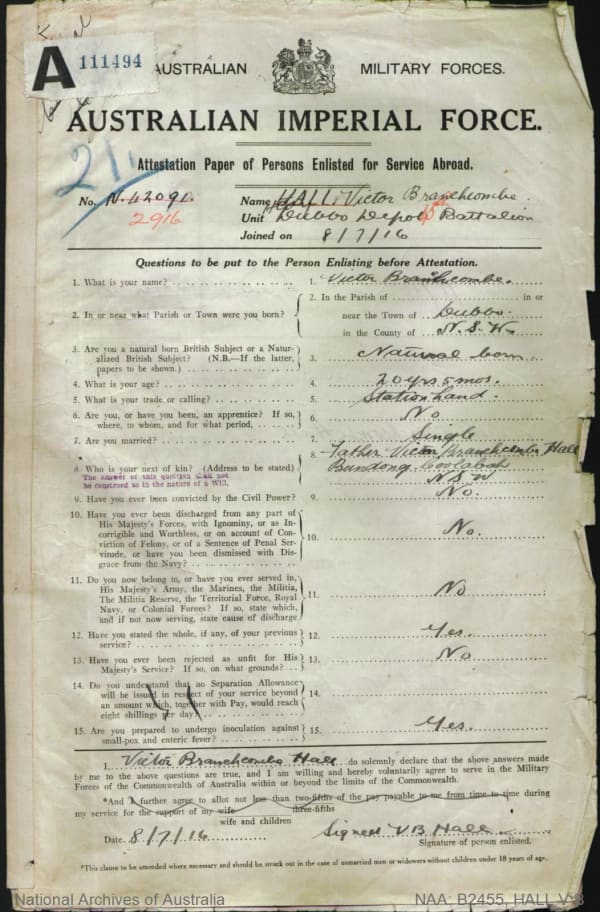 A 111494
AUSTRALIAN MILITARY FORCES.
AUSTRALIAN IMPERIAL FORCE.
Attestation Paper of Persons Enlisted for Service Abroad.
No. N.42091. Name HALL. Victor Branchcombe.
2916 Unit Dubbo Depot Battalion
Joined on 8/7/16
Questions to be put to the Person Enlisting before Attestation.
1. What is your name? 1. Victor Branchcombe.
2. In or near what Parish or Town were you born? 2. In the Parish of in or
near the Town of Dubbo.
in the County of N.S.W.
3. Are you a natural born British Subject or a Natur-
alized British Subject? (N.B.—If the latter, 3. Natural born
papers to be shown.)
4. What is your age? 4. 20 yrs 5 mos.
5. What is your trade or calling? 5. Station hand.
6. Are you, or have you been, an apprentice? If so, 6. No
where, to whom, and for what period,
7. Are you married? 7. Single
8 Who is your next of kin? (Address to be stated) 8. Father Victor Branchcombe Hall
The answer of this question shall not Bundong Coolabah
be construed as in the nature of a Will. N.S.W
9. Have you ever been convicted by the Civil Power? 9. No.
10. Have you ever been discharged from any part of
His Majesty's Forces, with Ignominy, or as In-
corrigible and Worthless, or on account of Con- 10. No.
viction of Felony, or of a Sentence of Penal Ser-
vitude, or have you been dismissed with Dis-
grace from the Navy?
11. Do you now belong to, or have you ever served in,
His Majesty's Army, the Marines, the Militia,
The Militia Reserve, the Territorial Force, Royal 11. No
Navy, or Colonial Forces? If so, state which,
and if not now serving, state cause of discharge
12. Have you stated the whole, if any, of your previous 12. Yes.
service?
13. Have you ever been rejected as unfit for His 13. No
Majesty's Service? If so, on what grounds?
14. Do you understand that no Separation Allowance
will be issued in respect of your service beyond 14.
an amount which, together with Pay, would reach
eight shillings per day
15. Are you prepared to undergo inoculation against 15. Yes.
small-pox and enteric fever?
I, Victor Branchcombe Hall do solemnly declare that the above answers made
by me to the above questions are true, and I am willing and hereby voluntarily agree to serve in the Military
Forces of the Commonwealth of Australia within or beyond the limits of the Commonwealth.
*And I further agree to allot not less than two-fifths of the pay payable to me from time to time during
my service for the support of my wife three-fifths
wife and children
Date 8/7/16 Signed V B Hall
Signature of person enlisted.
*This clause to be amended where necessary and should be struck out in the case of unmarried men or widowers without children under 18 years of age.
National Archives of Australia NAA: B2455, HALL V B